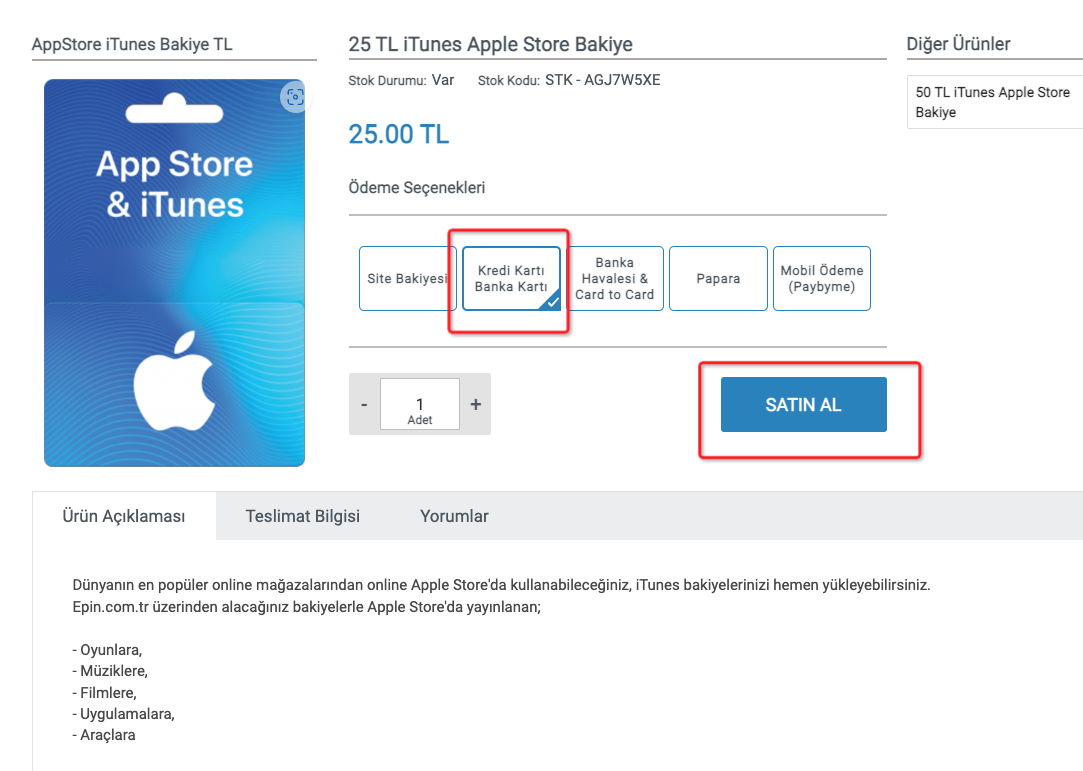 AppStore iTunes Bakiye TL
App Store
& iTunes
25 TL iTunes Apple Store Bakiye
Stok Durumu: Var Stok Kodu: STK - AGJ7W5XE
25.00 TL
Ödeme Seçenekleri
Site Bakiyesi
Kredi Kartı
Banka Kartı
Banka
Havalesi &
Card to Card
Papara
Mobil Ödeme
(Paybyme)
- 1 +
Adet
SATIN AL
Diğer Ürünler
50 TL iTunes Apple Store
Bakiye
Ürün Açıklaması Teslimat Bilgisi Yorumlar
Dünyanın en popüler online mağazalarından online Apple Store'da kullanabileceğiniz, iTunes bakiyelerinizi hemen yükleyebilirsiniz.
Epin.com.tr üzerinden alacağınız bakiyelerle Apple Store'da yayınlanan;
- Oyunlara,
- Müziklere,
- Filmlere,
- Uygulamalara,
- Araçlara